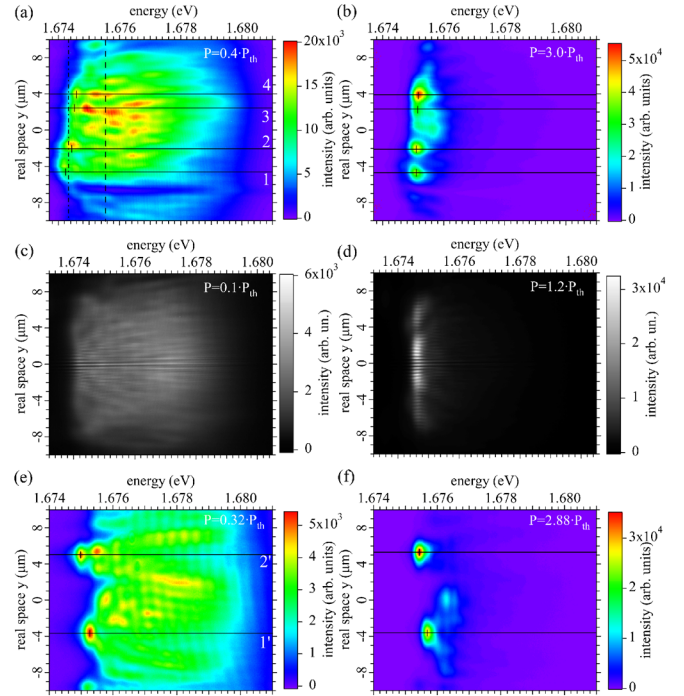 (a)
energy (eV)
1.674 1.676 1.678 1.680
P=0.4·Pth
real space y (μm)
8
4
0
-4
-8
4
3
2
1
20x10³
15
10
5
0
intensity (arb. units)
(b)
energy (eV)
1.674 1.676 1.678 1.680
P=3.0·Pth
real space y (μm)
8
4
0
-4
-8
5x10⁴
4
3
2
1
0
intensity (arb. units)
(c)
energy (eV)
1.674 1.676 1.678 1.680
P=0.1·Pth
real space y (μm)
8
4
0
-4
-8
6x10³
4
2
0
intensity (arb. un.)
(d)
energy (eV)
1.674 1.676 1.678 1.680
P=1.2·Pth
real space y (μm)
8
4
0
-4
-8
3x10⁴
2
1
0
intensity (arb. un.)
(e)
energy (eV)
1.674 1.676 1.678 1.680
P=0.32·Pth
real space y (μm)
8
4
0
-4
-8
2'
1'
5x10³
4
3
2
1
0
intensity (arb. units)
(f)
energy (eV)
1.674 1.676 1.678 1.680
P=2.88·Pth
real space y (μm)
8
4
0
-4
-8
3x10⁴
2
1
0
intensity (arb. units)